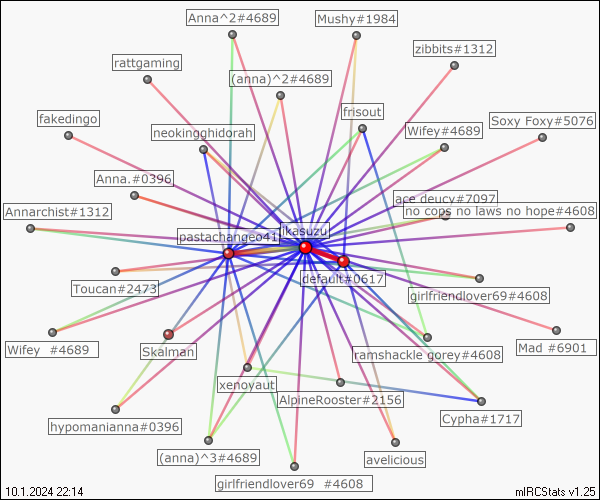 Anna^2#4689
Mushy#1984
zibbits#1312
rattgaming
(anna)^2#4689
frisout
fakedingo
neokingghidorah
Wifey#4689
Soxy Foxy#5076
Anna.#0396
ace deucy#7097
Annarchist#1312
no cops no laws no hope#4608
ikasuzu
pastachangeo41
default#0617
Toucan#2473
girlfriendlover69#4608
Wifey #4689
Skalman
ramshackle gorey#4608
Mad #6901
xenoyaut
AlpineRooster#2156
hypomanianna#0396
Cypha#1717
(anna)^3#4689
avelicious
girlfriendlover69 #4608
10.1.2024 22:14
mIRCStats v1.25